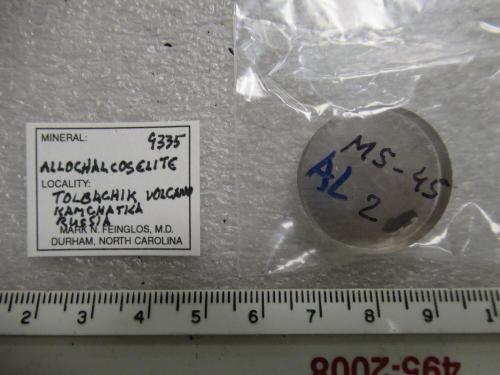 MINERAL: 9335
ALLOCHALCOSELITE
LOCALITY:
TOLBACHIK VOLCANO
KAMCHATKA
RUSSIA
MARK N. FEINGLOS, M.D.
DURHAM, NORTH CAROLINA
MS-45
2
2 3 4 5 6 7 8 9 1
495-2008